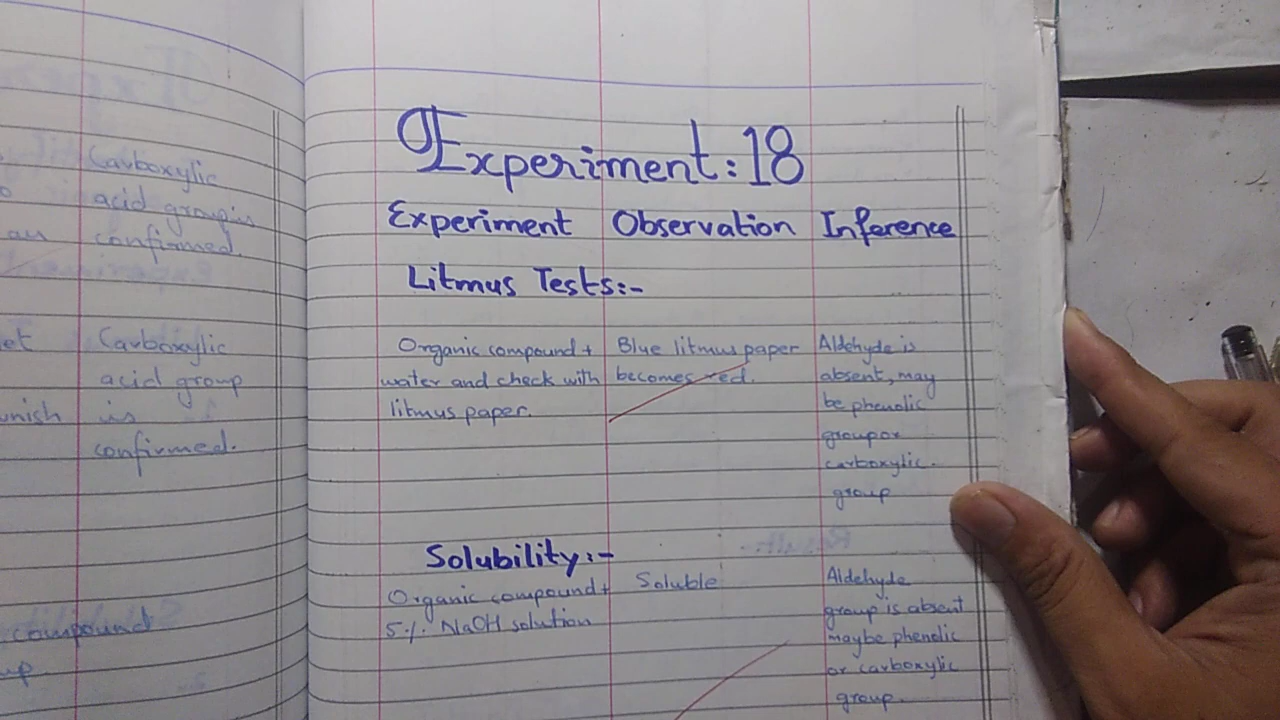 Carboxylic
acid group is
an confirmed.
Carboxylic
acid group
is
confirmed.
compound
Experiment:18
Experiment Observation Inference
Litmus Tests:-
Organic compound + Blue litmus paper Aldehyde is
water and check with becomes red. absent, may
litmus paper. be phenolic
group or
carboxylic.
group
Solubility:-
Organic compound + Soluble Aldehyde
5%. NaOH solution group is absent
maybe phenolic
or carboxylic
group.